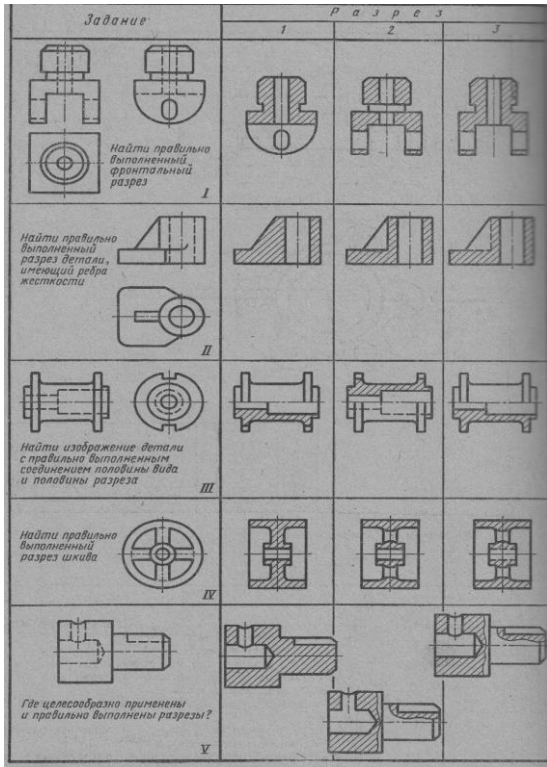 Задание
Разрез
1
2
3
Найти правильно
выполненный
фронтальный
разрез
I
Найти правильно
выполненный
разрез детали,
имеющий ребра
жесткости
II
Найти изображение детали
с правильно выполненным
соединением половины вида
и половины разреза
III
Найти правильно
выполненный
разрез шкива
IV
Где целесообразно применены
и правильно выполнены разрезы?
V